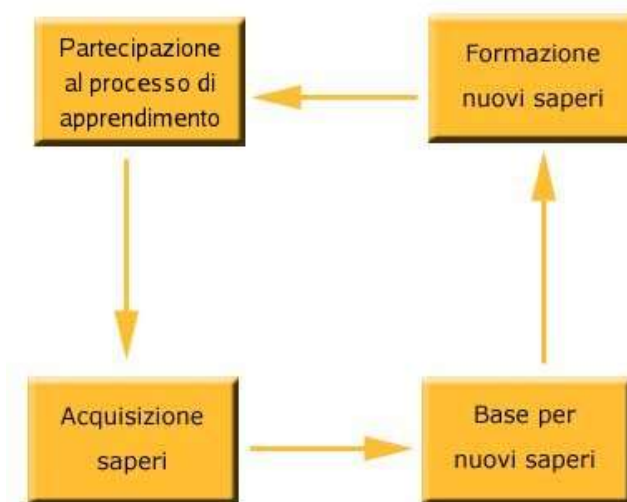 Partecipazione
al processo di
apprendimento
Formazione
nuovi saperi
Acquisizione
saperi
Base per
nuovi saperi